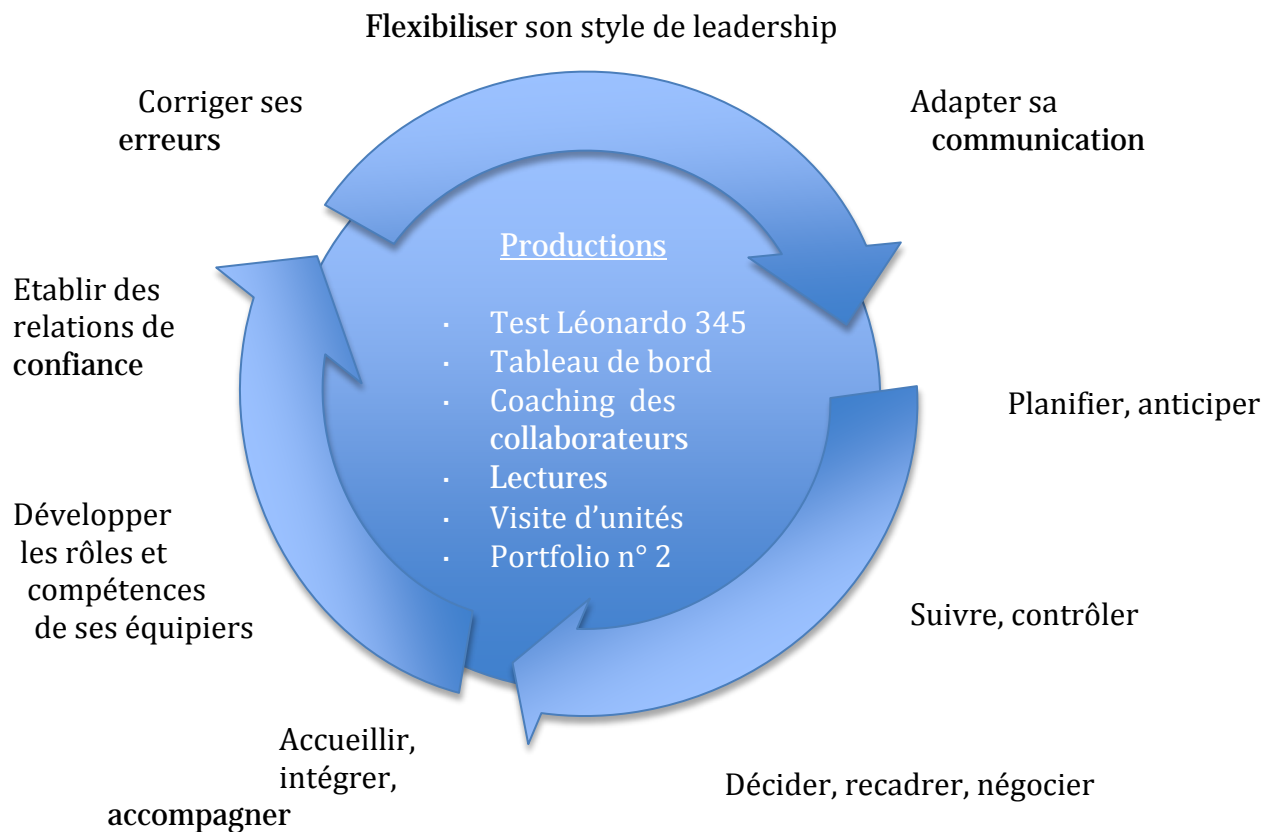 Flexibiliser son style de leadership
Corriger ses
erreurs
Adapter sa
communication
Productions
Etablir des
relations de
confiance
· Test Léonardo 345
· Tableau de bord
· Coaching des
collaborateurs
· Lectures
· Visite d’unités
· Portfolio n° 2
Planifier, anticiper
Développer
les rôles et
compétences
de ses équipiers
Suivre, contrôler
Accueillir,
intégrer,
accompagner
Décider, recadrer, négocier